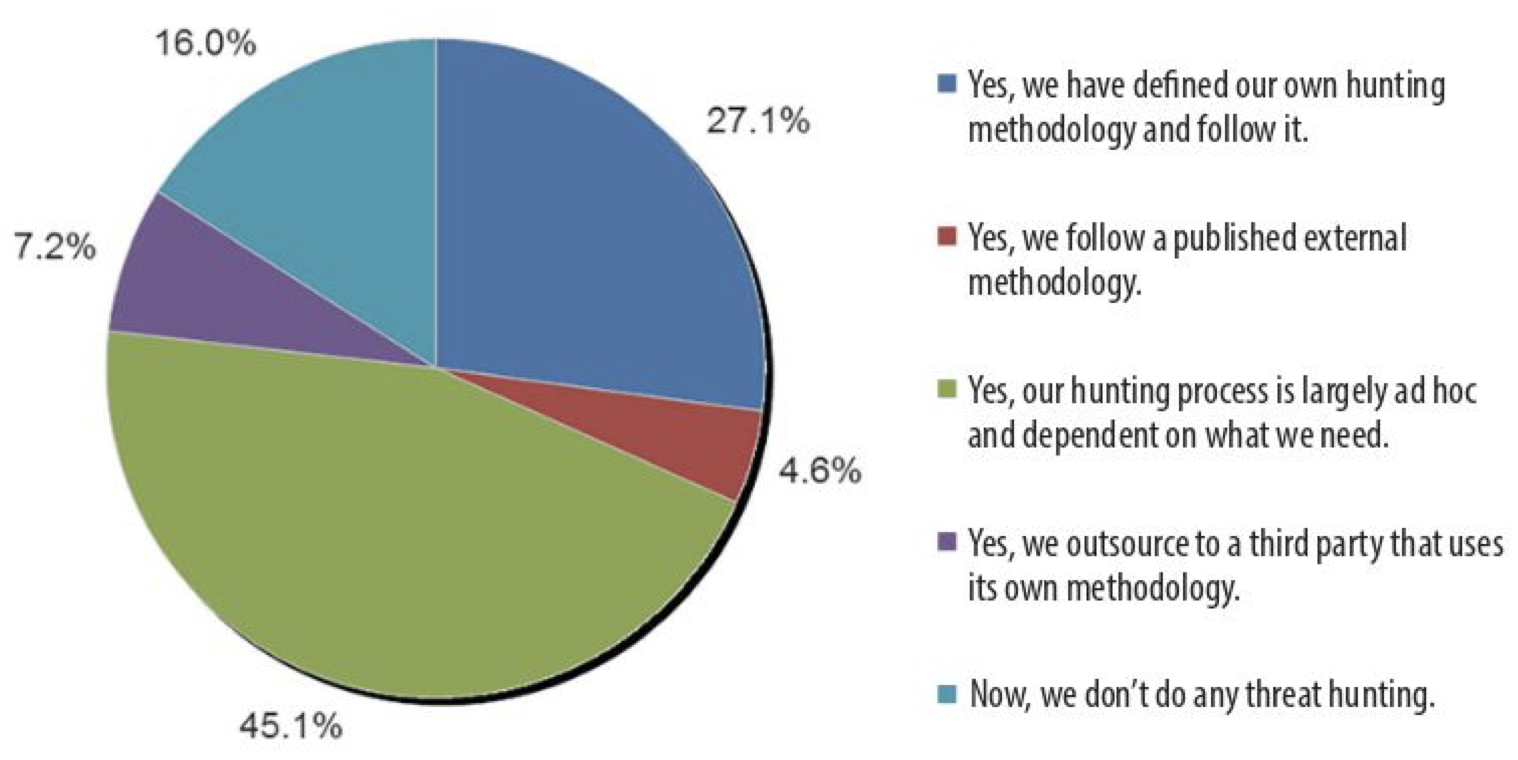 16.0%
27.1%
7.2%
4.6%
45.1%
Yes, we have defined our own hunting
methodology and follow it.
Yes, we follow a published external
methodology.
Yes, our hunting process is largely ad hoc
and dependent on what we need.
Yes, we outsource to a third party that uses
its own methodology.
Now, we don’t do any threat hunting.